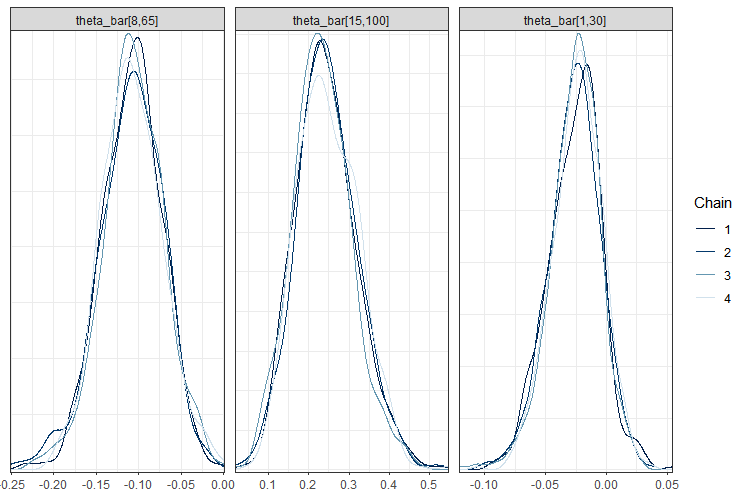 theta_bar[8,65]
theta_bar[15,100]
theta_bar[1,30]
Chain
1
2
3
4
-0.25 -0.20 -0.15 -0.10 -0.05 0.00
0.1 0.2 0.3 0.4 0.5
-0.10 -0.05 0.00 0.05